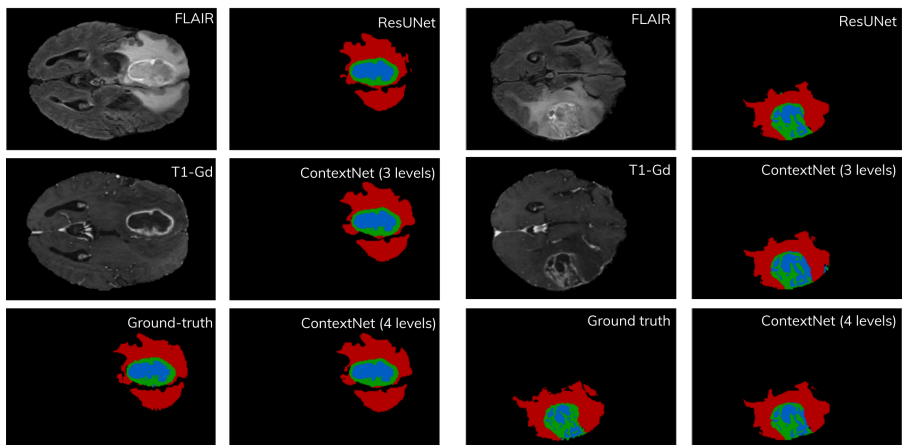 FLAIR
ResUNet
FLAIR
ResUNet
T1-Gd
ContextNet (3 levels)
T1-Gd
ContextNet (3 levels)
Ground-truth
ContextNet (4 levels)
Ground truth
ContextNet (4 levels)